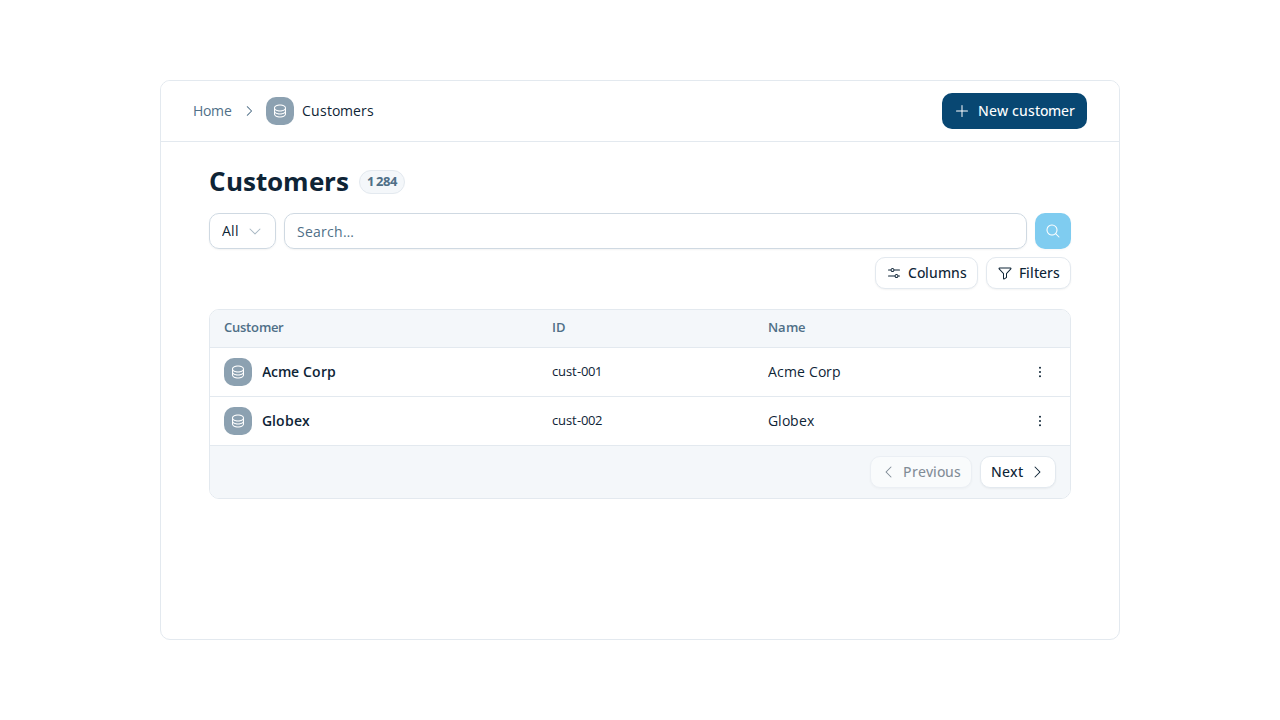 Home Customers New customer
Customers 1 284
All Search...
Columns Filters
Customer ID Name
Acme Corp cust-001 Acme Corp
Globex cust-002 Globex
Previous Next